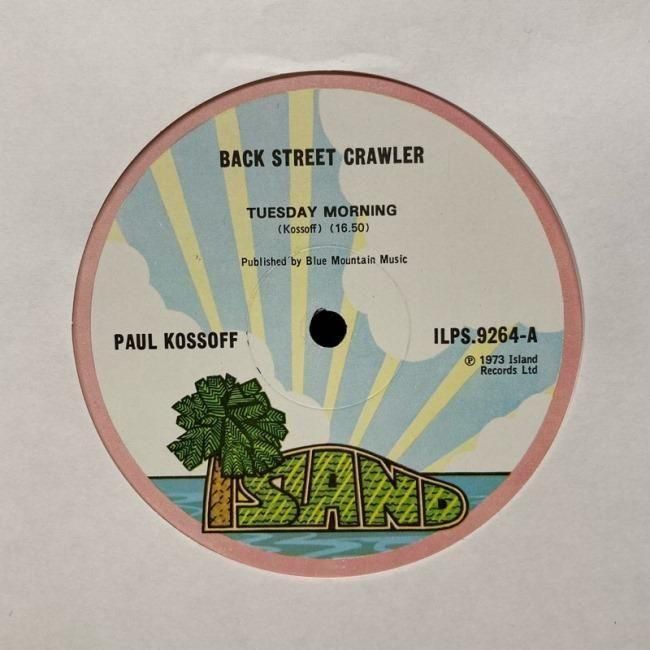 BACK STREET CRAWLER
TUESDAY MORNING
(Kossoff) (16.50)
Published by Blue Mountain Music
PAUL KOSSOFF
ILPS.9264-A
℗ 1973 Island
Records Ltd
ISLAND